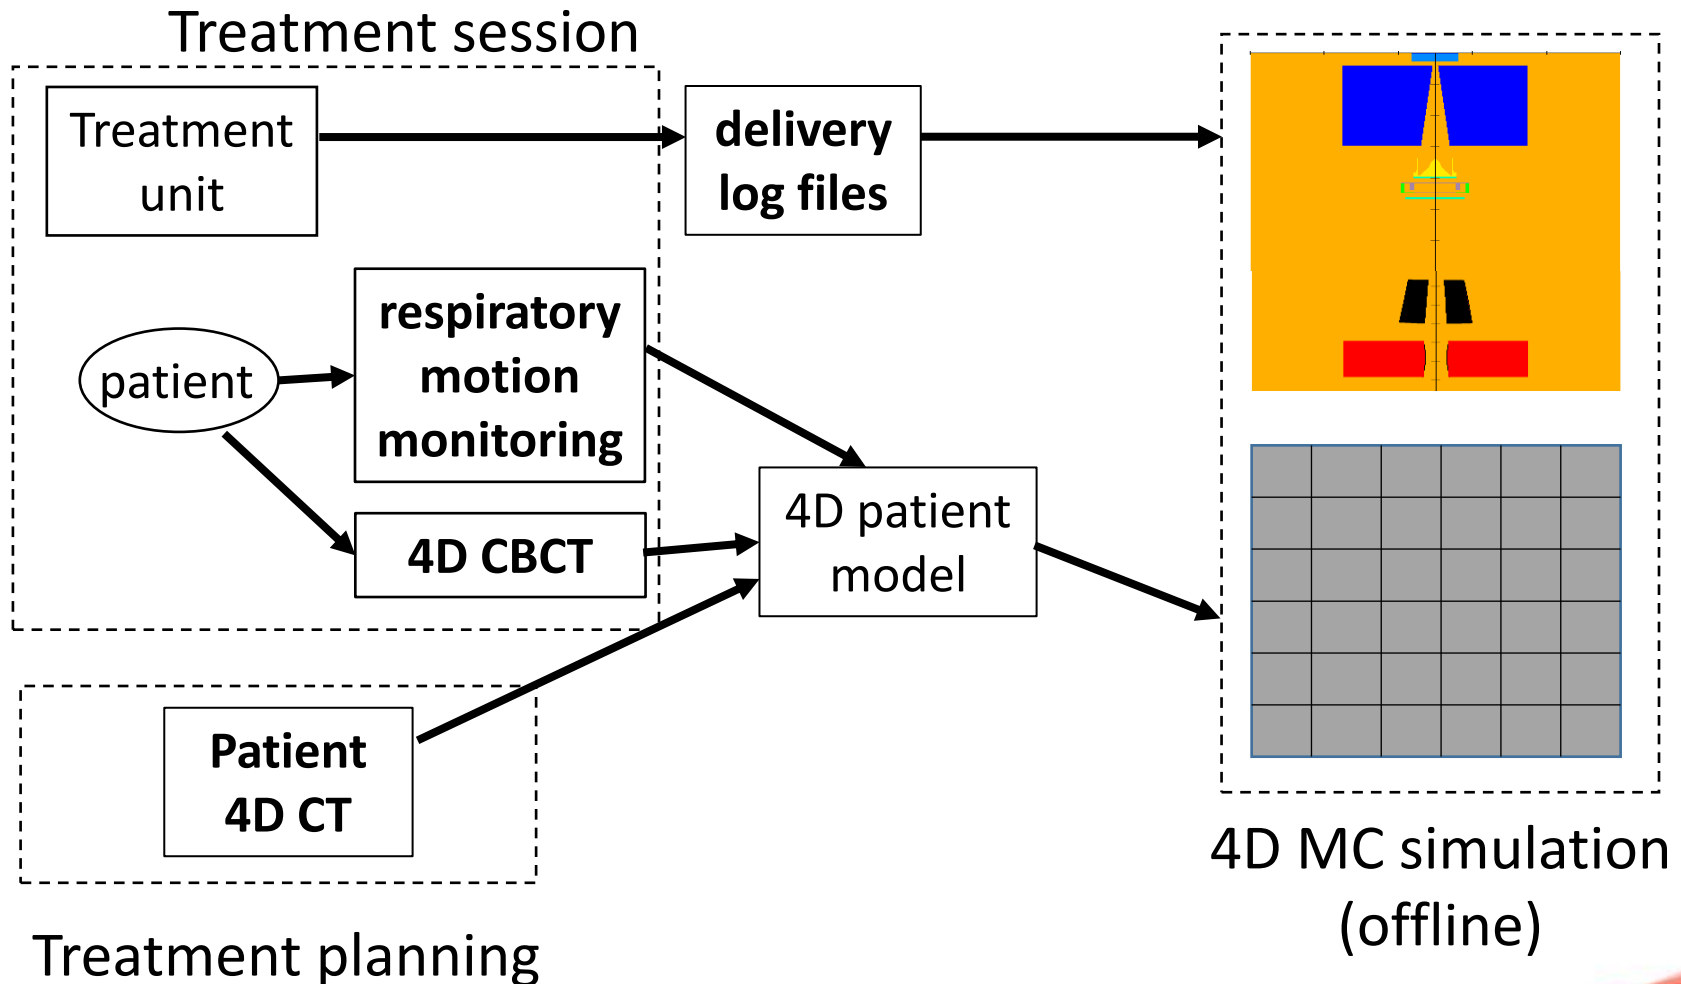 Treatment session
Treatment
unit
delivery
log files
respiratory
motion
monitoring
patient
4D CBCT
4D patient
model
Patient
4D CT
Treatment planning
4D MC simulation
(offline)